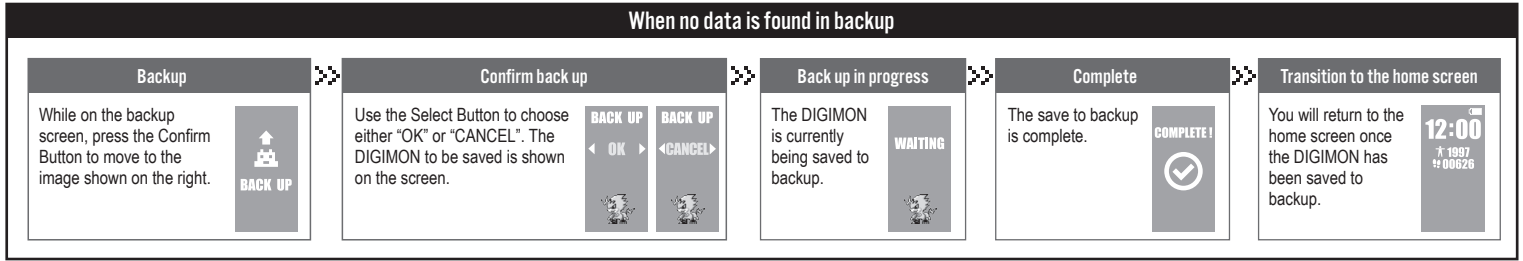 When no data is found in backup
Backup
While on the backup
screen, press the Confirm
Button to move to the
image shown on the right.
BACK UP
Confirm back up
Use the Select Button to choose
either “OK” or “CANCEL”. The
DIGIMON to be saved is shown
on the screen.
BACK UP
OK
BACK UP
CANCEL
Back up in progress
The DIGIMON
is currently
being saved to
backup.
WAITING
Complete
The save to backup
is complete.
COMPLETE!
Transition to the home screen
You will return to the
home screen once
the DIGIMON has
been saved to
backup.
12:00
1997
00626